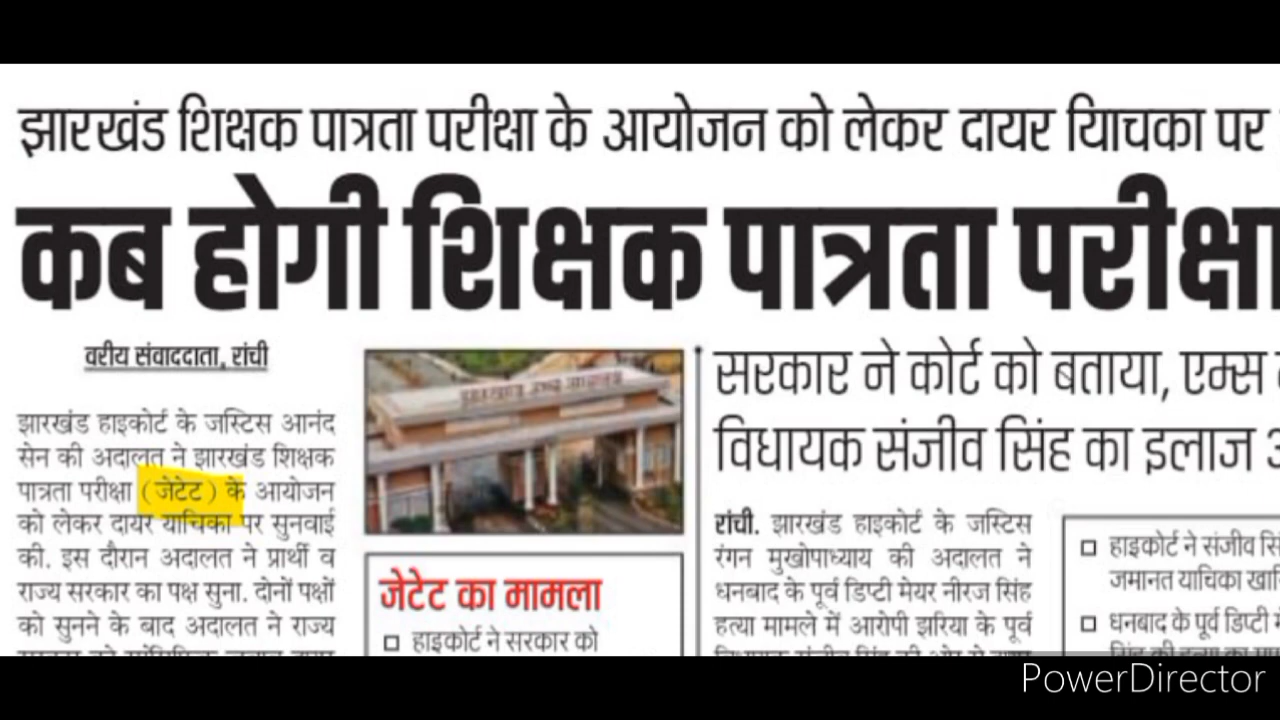 झारखंड शिक्षक पात्रता परीक्षा के आयोजन को लेकर दायर यािचका पर
कब होगी शिक्षक पात्रता परीक्षा
वरीय संवाददाता, रांची
झारखंड हाइकोर्ट के जस्टिस आनंद
सेन की अदालत ने झारखंड शिक्षक
पात्रता परीक्षा (जेटेट) के आयोजन
को लेकर दायर याचिका पर सुनवाई
की. इस दौरान अदालत ने प्रार्थी व
राज्य सरकार का पक्ष सुना. दोनों पक्षों
को सुनने के बाद अदालत ने राज्य
जेटेट का मामला
हाइकोर्ट ने सरकार को
सरकार ने कोर्ट को बताया, एम्स
विधायक संजीव सिंह का इलाज
रांची. झारखंड हाइकोर्ट के जस्टिस
रंगन मुखोपाध्याय की अदालत ने
धनबाद के पूर्व डिप्टी मेयर नीरज सिंह
हत्या मामले में आरोपी झरिया के पूर्व
हाइकोर्ट ने संजीव
जमानत याचिका
धनबाद के पूर्व डिप्टी
PowerDirector